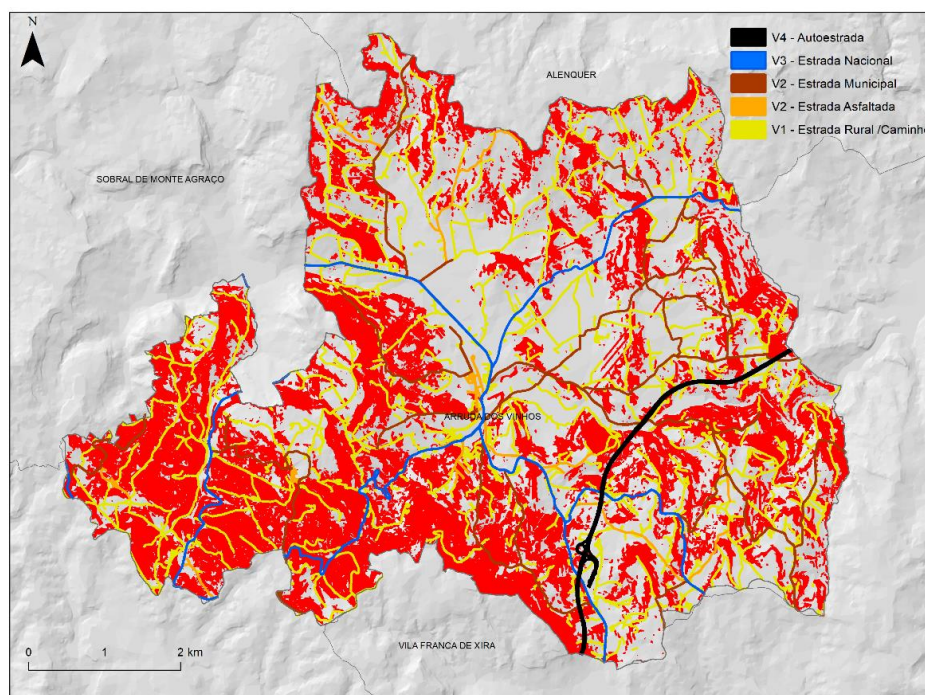 N
V4 - Autoestrada
V3 - Estrada Nacional
V2 - Estrada Municipal
V2 - Estrada Asfaltada
V1 - Estrada Rural /Caminho
ALENQUER
SOBRAL DE MONTE AGRAÇO
ARRUDA DOS VINHOS
VILA FRANCA DE XIRA
0 1 2 km